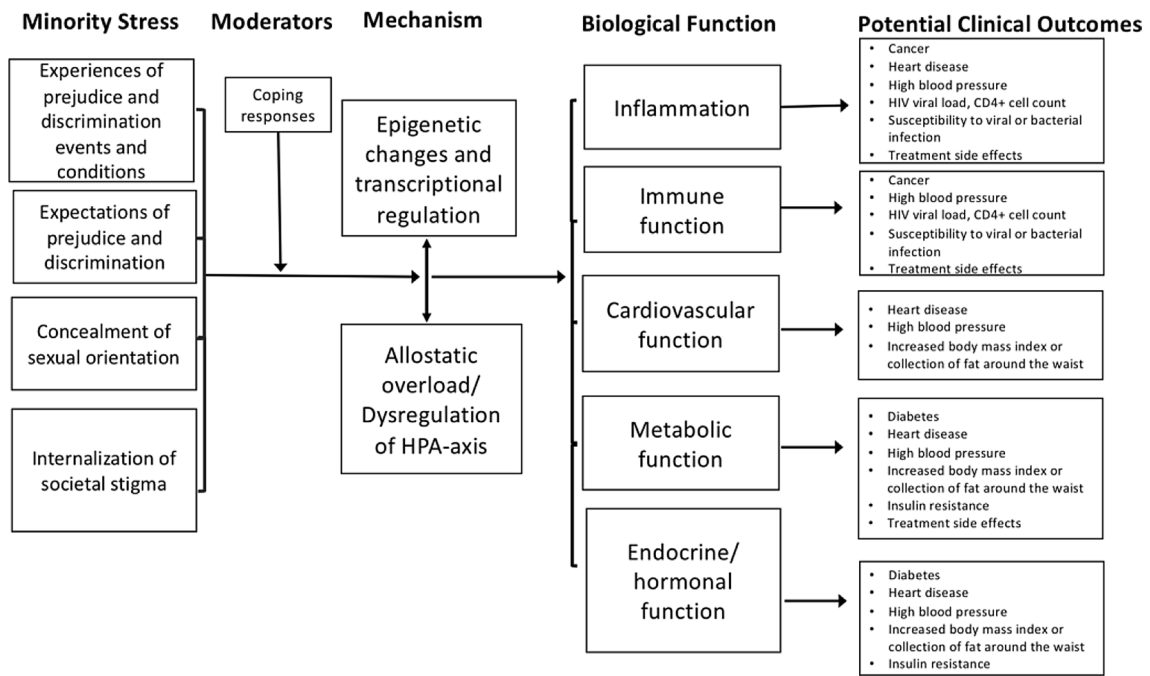 Minority Stress
Moderators
Mechanism
Biological Function
Potential Clinical Outcomes
Experiences of
prejudice and
discrimination
events and
conditions
Expectations of
prejudice and
discrimination
Concealment of
sexual orientation
Internalization of
societal stigma
Coping
responses
Epigenetic
changes and
transcriptional
regulation
Allostatic
overload/
Dysregulation
of HPA-axis
Inflammation
Immune
function
Cardiovascular
function
Metabolic
function
Endocrine/
hormonal
function
• Cancer
• Heart disease
• High blood pressure
• HIV viral load, CD4+ cell count
• Susceptibility to viral or bacterial
infection
• Treatment side effects
• Cancer
• High blood pressure
• HIV viral load, CD4+ cell count
• Susceptibility to viral or bacterial
infection
• Treatment side effects
• Heart disease
• High blood pressure
• Increased body mass index or
collection of fat around the waist
• Diabetes
• Heart disease
• High blood pressure
• Increased body mass index or
collection of fat around the waist
• Insulin resistance
• Treatment side effects
• Diabetes
• Heart disease
• High blood pressure
• Increased body mass index or
collection of fat around the waist
• Insulin resistance